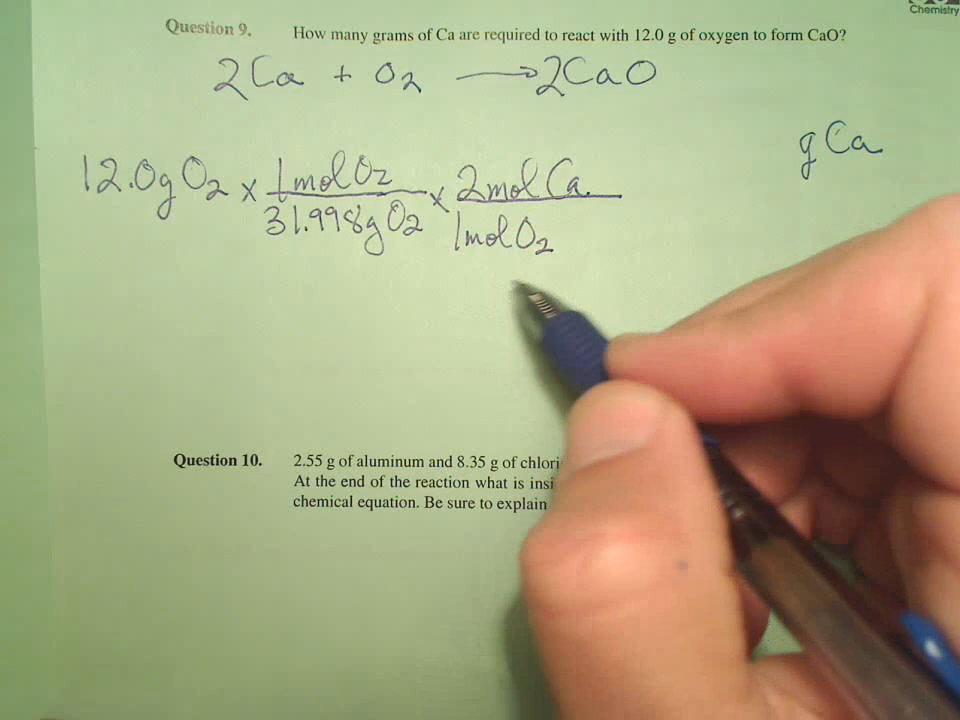 Chemistry
Question 9. How many grams of Ca are required to react with 12.0 g of oxygen to form CaO?
2Ca + O₂ ⟶ 2CaO
g Ca
12.0g O₂ × 1mol O₂ / 31.998g O₂ × 2mol Ca / 1mol O₂
Question 10. 2.55 g of aluminum and 8.35 g of
At the end of the reaction what is
chemical equation. Be sure to explain